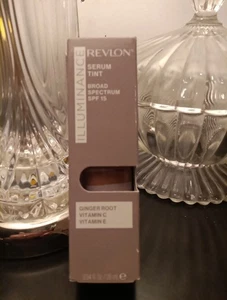 REVLON
ILLUMINANCE
SERUM
TINT
BROAD
SPECTRUM
SPF 15
GINGER ROOT
VITAMIN C
VITAMIN E